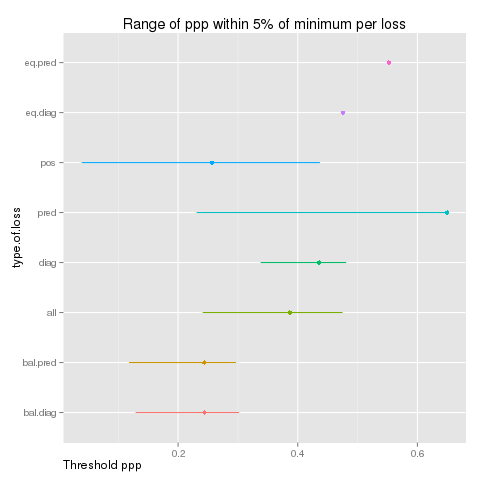 Range of ppp within 5% of minimum per loss
type.of.loss
eq.pred
eq.diag
pos
pred
diag
all
bal.pred
bal.diag
0.2 0.4 0.6
Threshold ppp